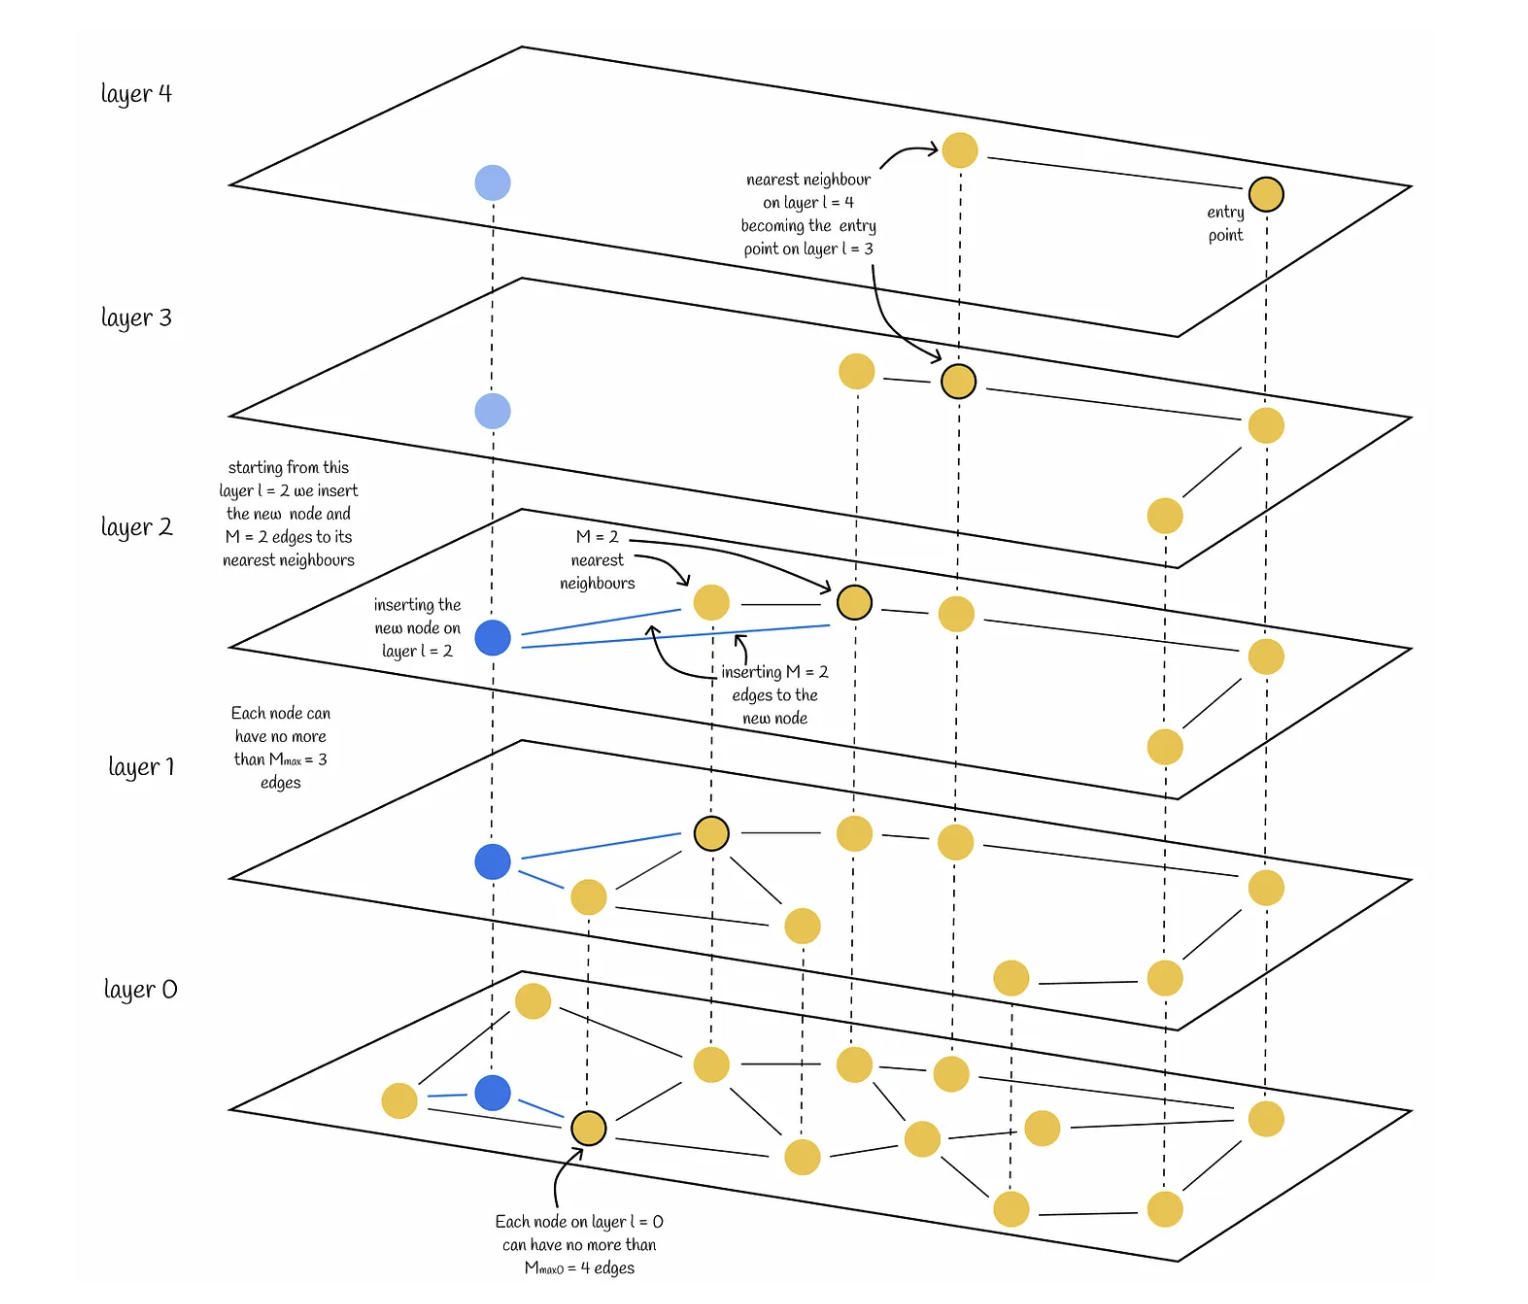 layer 4
nearest neighbour
on layer l = 4
becoming the entry
point on layer l = 3
entry
point
layer 3
starting from this
layer l = 2 we insert
the new node and
M = 2 edges to its
nearest neighbours
layer 2
M = 2
nearest
neighbours
inserting the
new node on
layer l = 2
inserting M = 2
edges to the
new node
Each node can
have no more
than Mmax = 3
edges
layer 1
layer 0
Each node on layer l = 0
can have no more than
Mmax0 = 4 edges